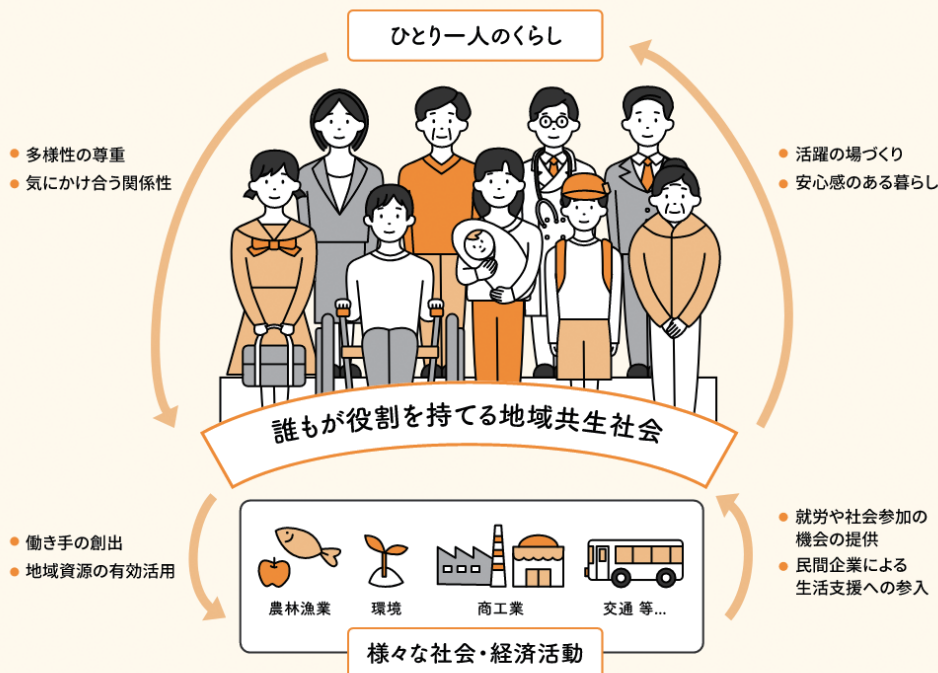 ひとり一人のくらし
多様性の尊重
気にかけ合う関係性
活躍の場づくり
安心感のある暮らし
誰もが役割を持てる地域共生社会
働き手の創出
地域資源の有効活用
就労や社会参加の
機会の提供
民間企業による
生活支援への参入
農林漁業
環境
商工業
交通 等...
様々な社会・経済活動